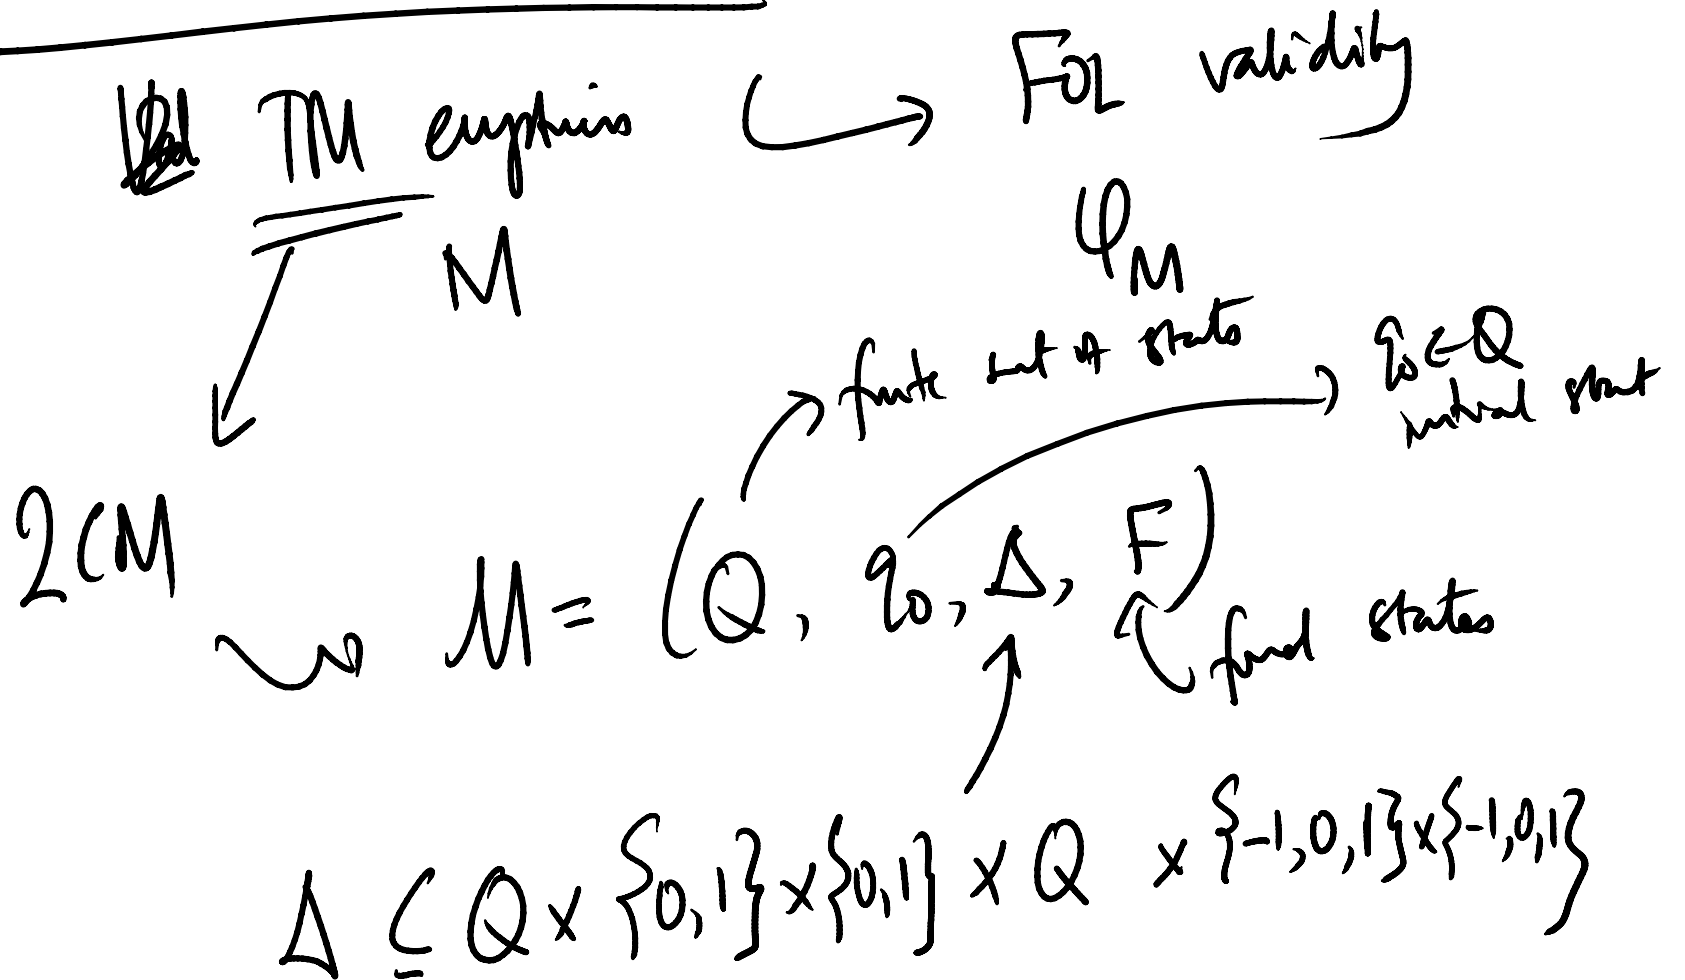 TM emptiness ↪ FOL validity
M φ_M
finite set of states
q₀ ∈ Q
initial state
2CM
M = (Q, q₀, Δ, F)
final states
Δ ⊆ Q × {0,1} × {0,1} × Q × {-1,0,1} × {-1,0,1}